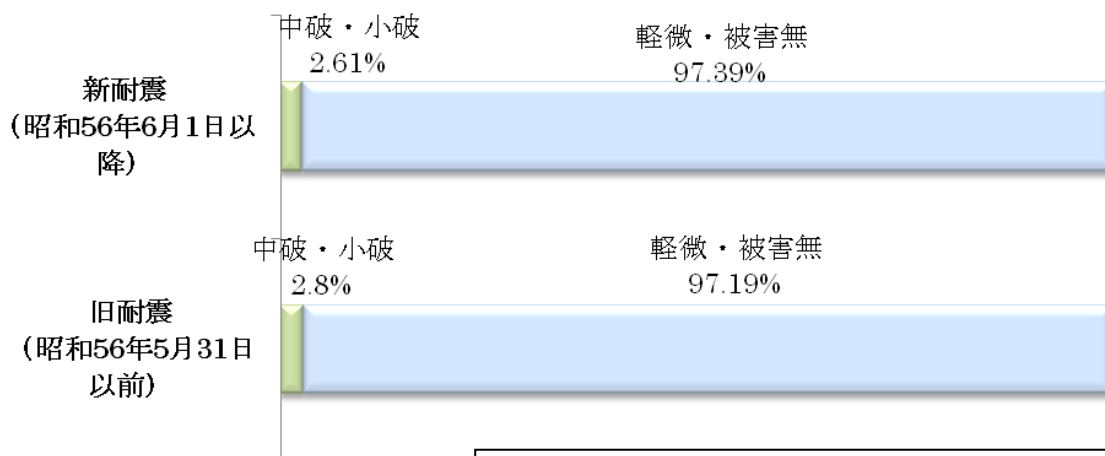 中破・小破
2.61%
軽微・被害無
97.39%
新耐震
（昭和56年6月1日以
降）
中破・小破
2.8%
軽微・被害無
97.19%
旧耐震
（昭和56年5月31日
以前）